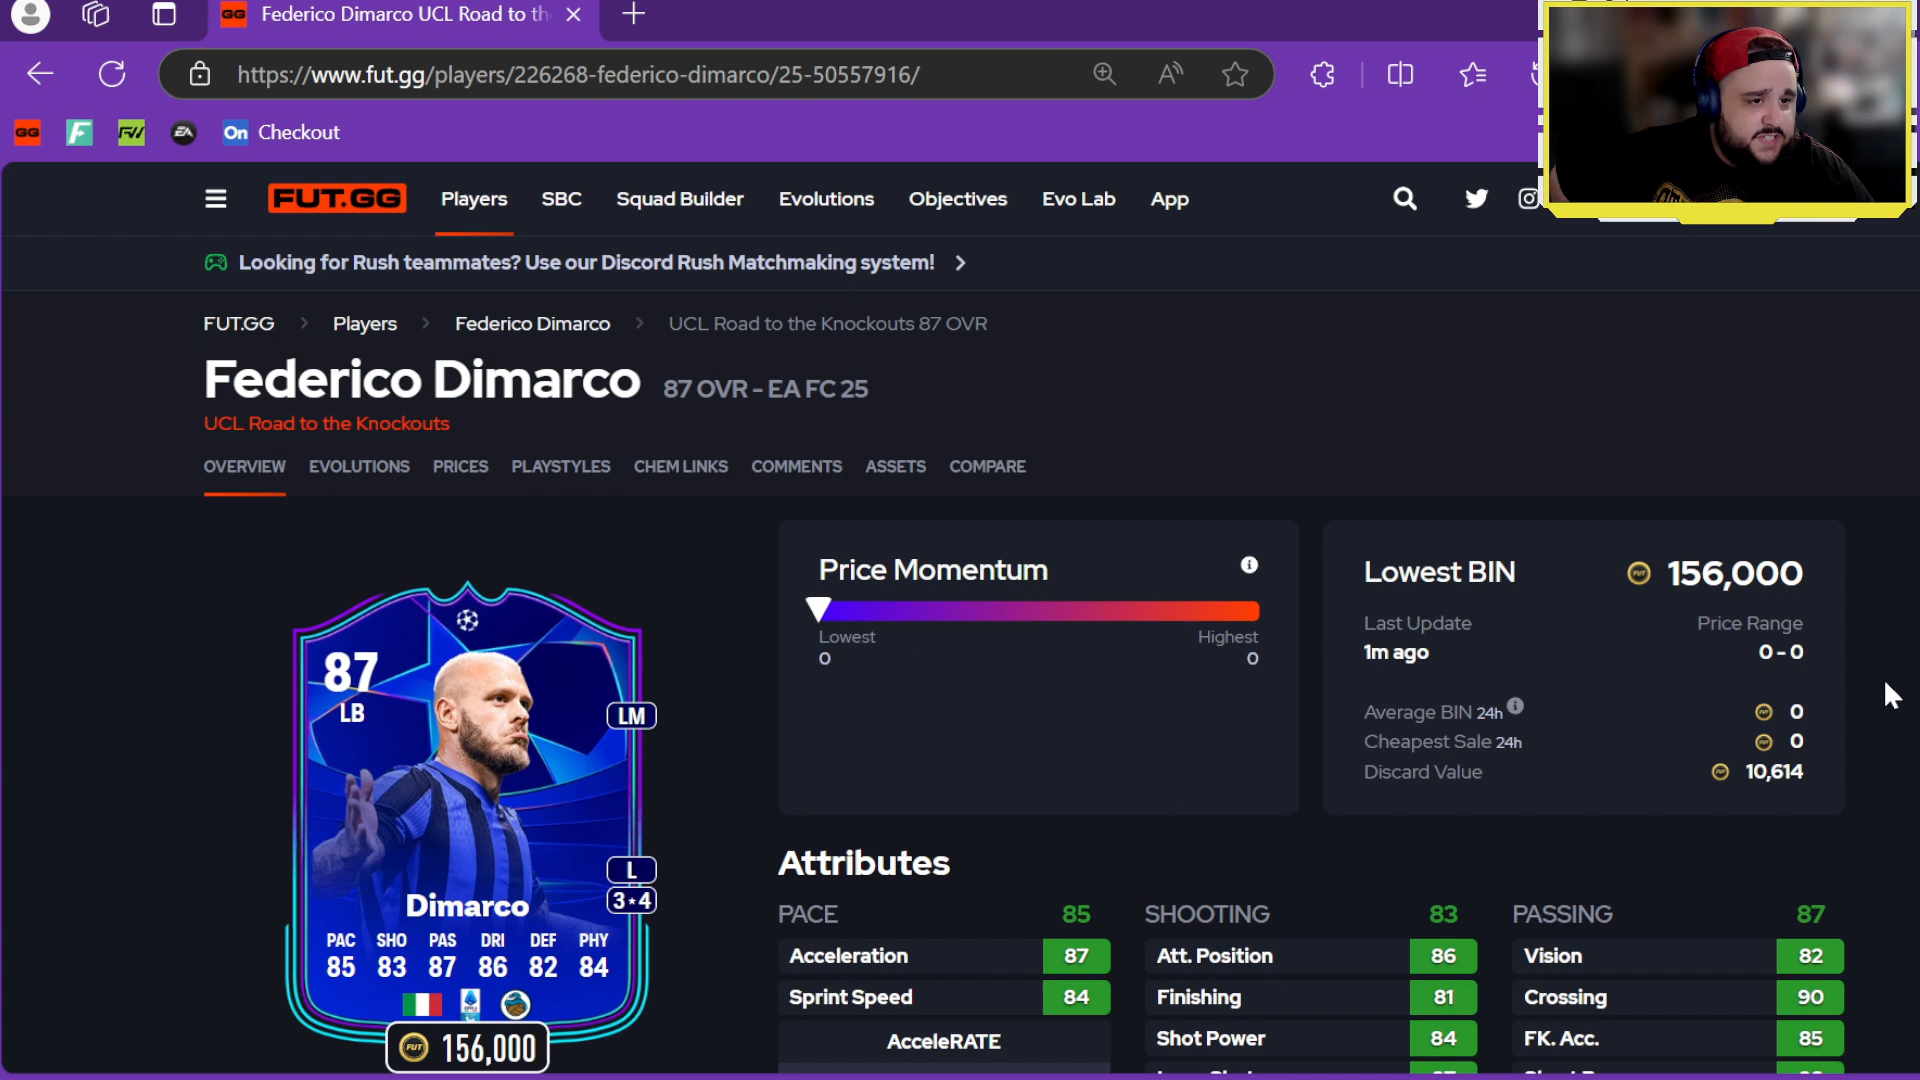 Federico Dimarco UCL Road to th
https://www.fut.gg/players/226268-federico-dimarco/25-50557916/
GG
EA
On Checkout
FUT.GG
Players
SBC
Squad Builder
Evolutions
Objectives
Evo Lab
App
Looking for Rush teammates? Use our Discord Rush Matchmaking system!
FUT.GG > Players > Federico Dimarco > UCL Road to the Knockouts 87 OVR
Federico Dimarco 87 OVR - EA FC 25
UCL Road to the Knockouts
OVERVIEW
EVOLUTIONS
PRICES
PLAYSTYLES
CHEM LINKS
COMMENTS
ASSETS
COMPARE
87
LB
LM
L
3★4
Dimarco
PAC SHO PAS DRI DEF PHY
85 83 87 86 82 84
156,000
Price Momentum
Lowest Highest
0 0
Lowest BIN 156,000
Last Update Price Range
1m ago 0 - 0
Average BIN 24h 0
Cheapest Sale 24h 0
Discard Value 10,614
Attributes
PACE 85
Acceleration 87
Sprint Speed 84
AcceleRATE
SHOOTING 83
Att. Position 86
Finishing 81
Shot Power 84
PASSING 87
Vision 82
Crossing 90
FK. Acc. 85